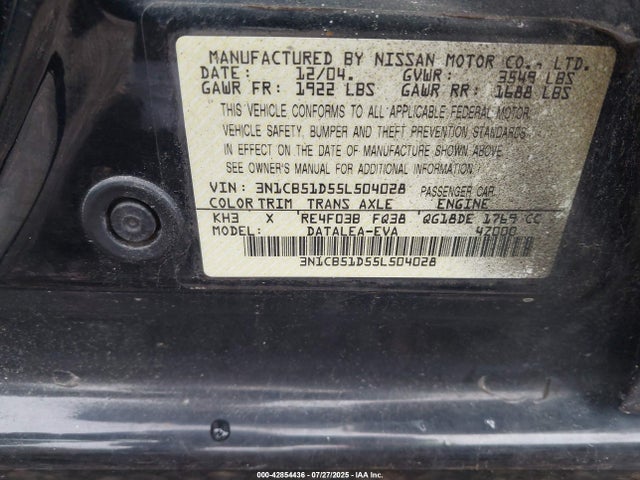 MANUFACTURED BY NISSAN MOTOR CO., LTD.
DATE: 12/04. GVWR: 3549 LBS
GAWR FR: 1922 LBS GAWR RR: 1688 LBS
THIS VEHICLE CONFORMS TO ALL APPLICABLE FEDERAL MOTOR
VEHICLE SAFETY, BUMPER AND THEFT PREVENTION STANDARDS
IN EFFECT ON THE DATE OF MANUFACTURE SHOWN ABOVE.
SEE OWNER'S MANUAL FOR ADDITIONAL INFORMATION!
VIN: 3N1CB51D55L504028 PASSENGER CAR
COLOR TRIM TRANS AXLE ENGINE
KH3 X RE4F03B FQ38 QG18DE 1769 CC
MODEL: DATALEA-EVA 47000
3N1CB51D55L504028
000-42854436 - 07/27/2025 - IAA Inc.